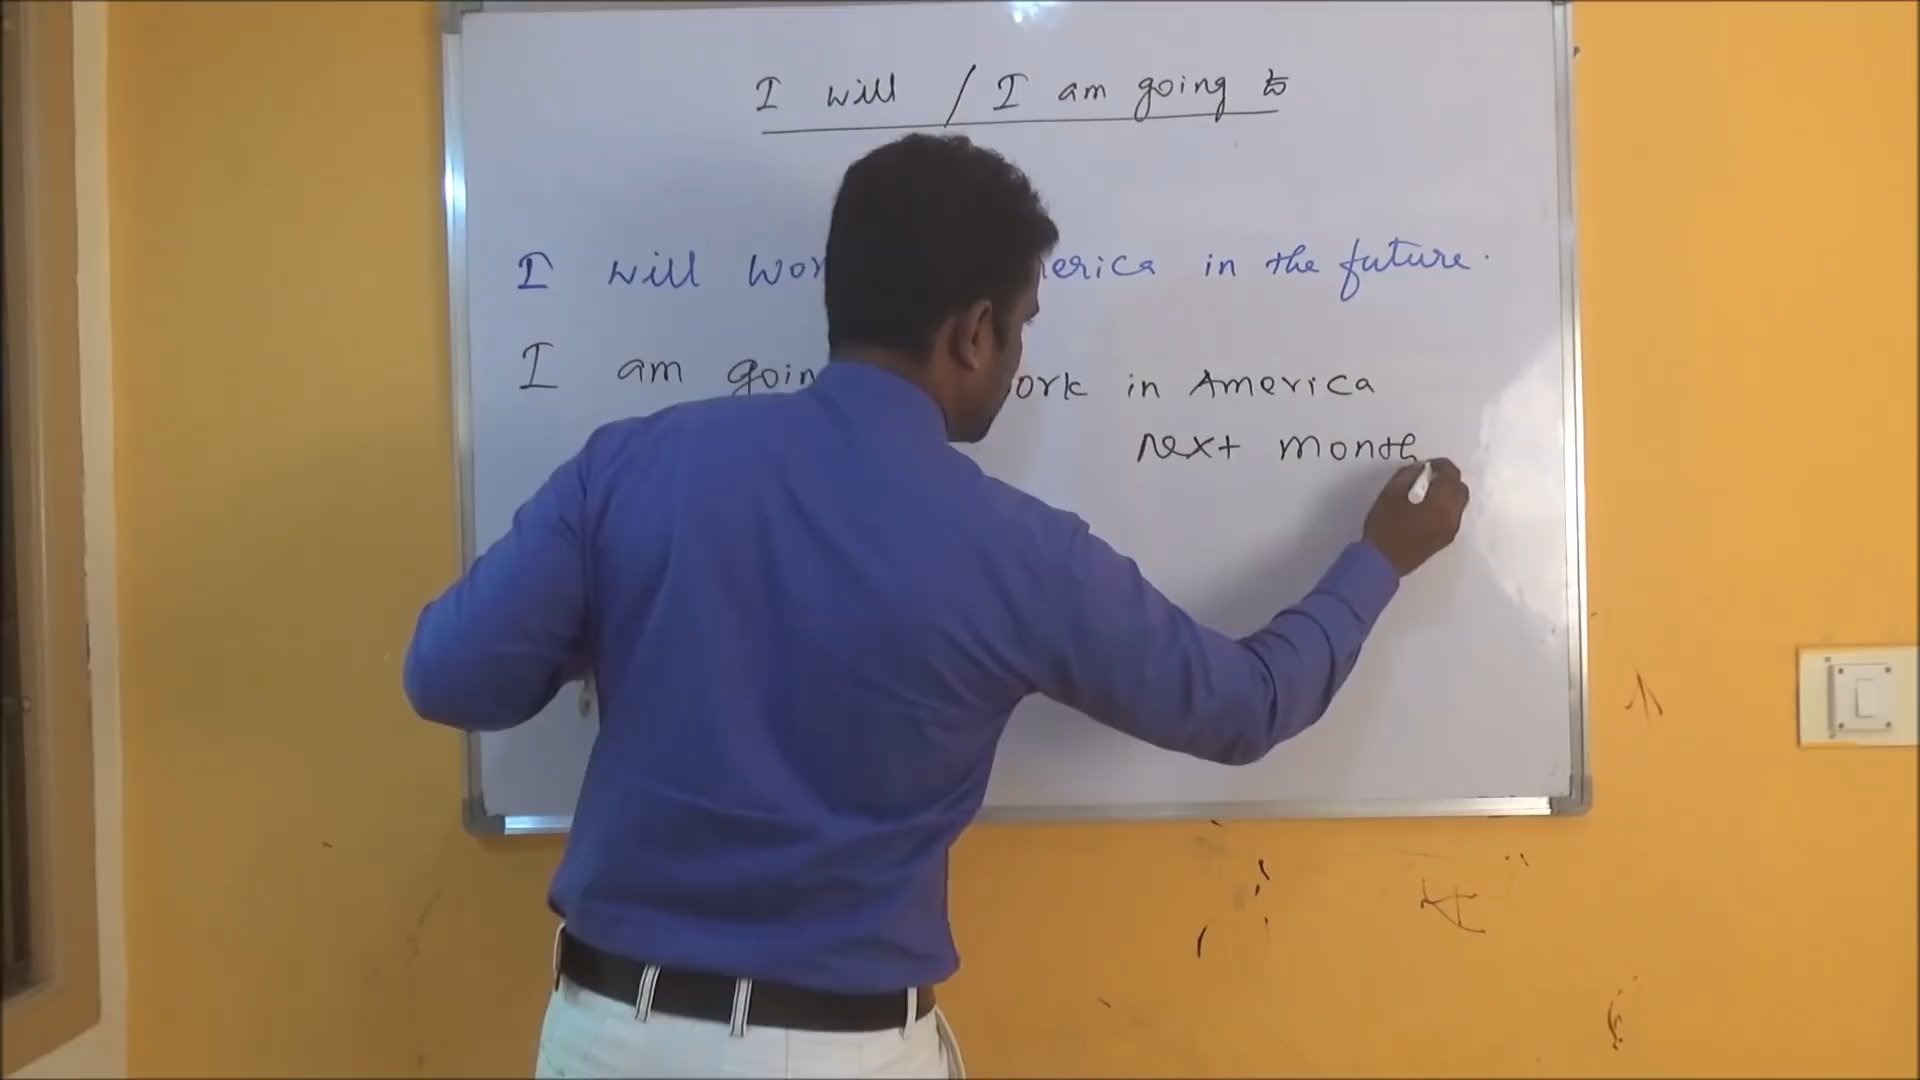 I will / I am going to
I will wor erica in the future.
I am goin ork in America
next month